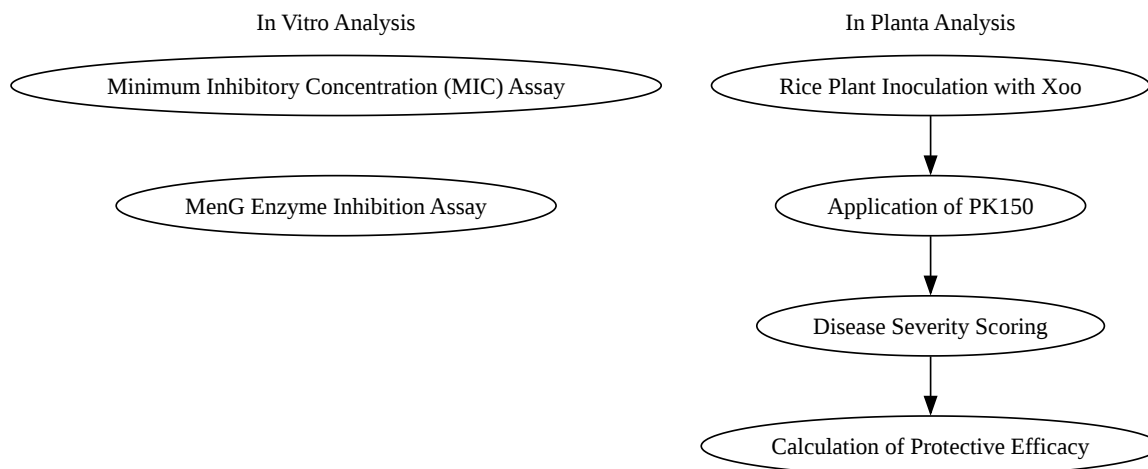 In Vitro Analysis
Minimum Inhibitory Concentration (MIC) Assay
MenG Enzyme Inhibition Assay
In Planta Analysis
Rice Plant Inoculation with Xoo
Application of PK150
Disease Severity Scoring
Calculation of Protective Efficacy